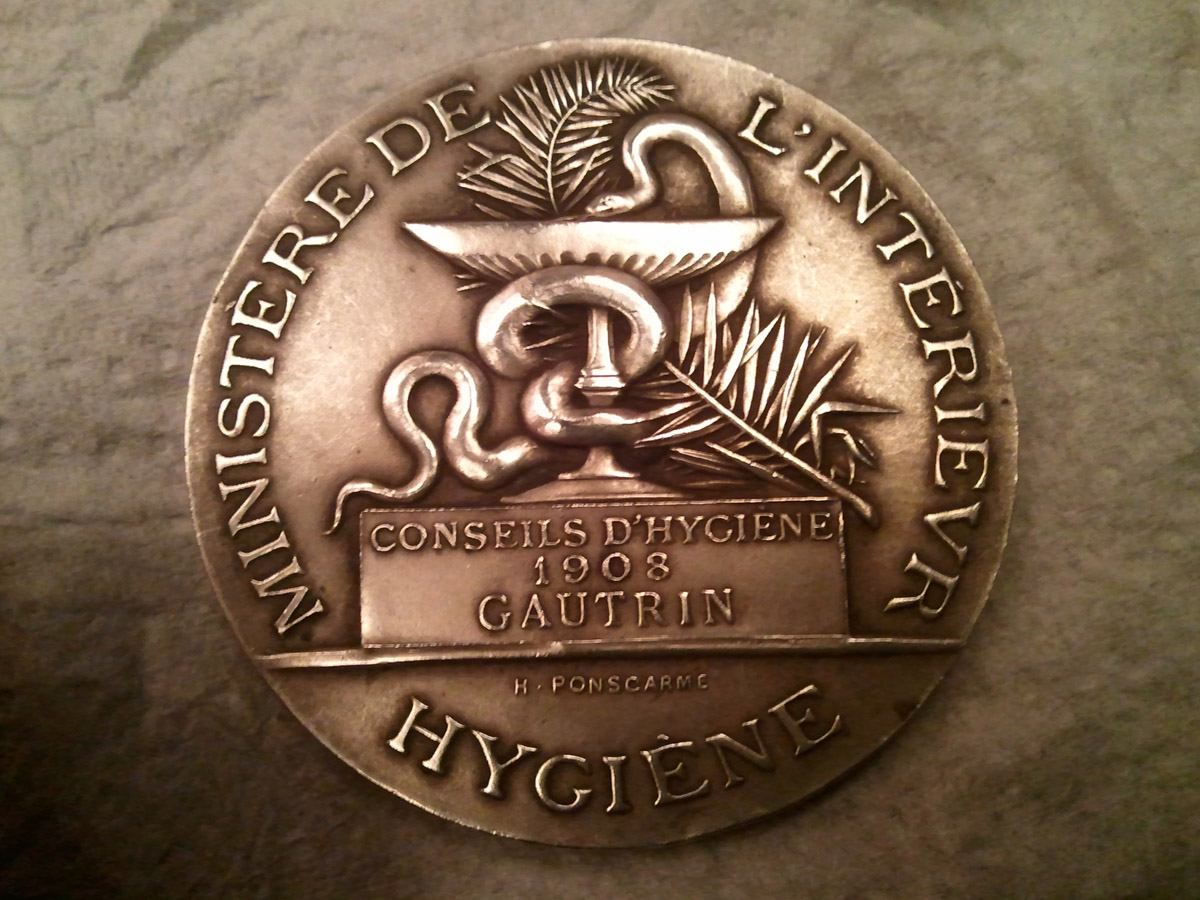 MINISTÈRE DE L'INTÉRIEVR
CONSEILS D'HYGIÈNE
1908
GAUTRIN
H. PONSCARME
HYGIÈNE